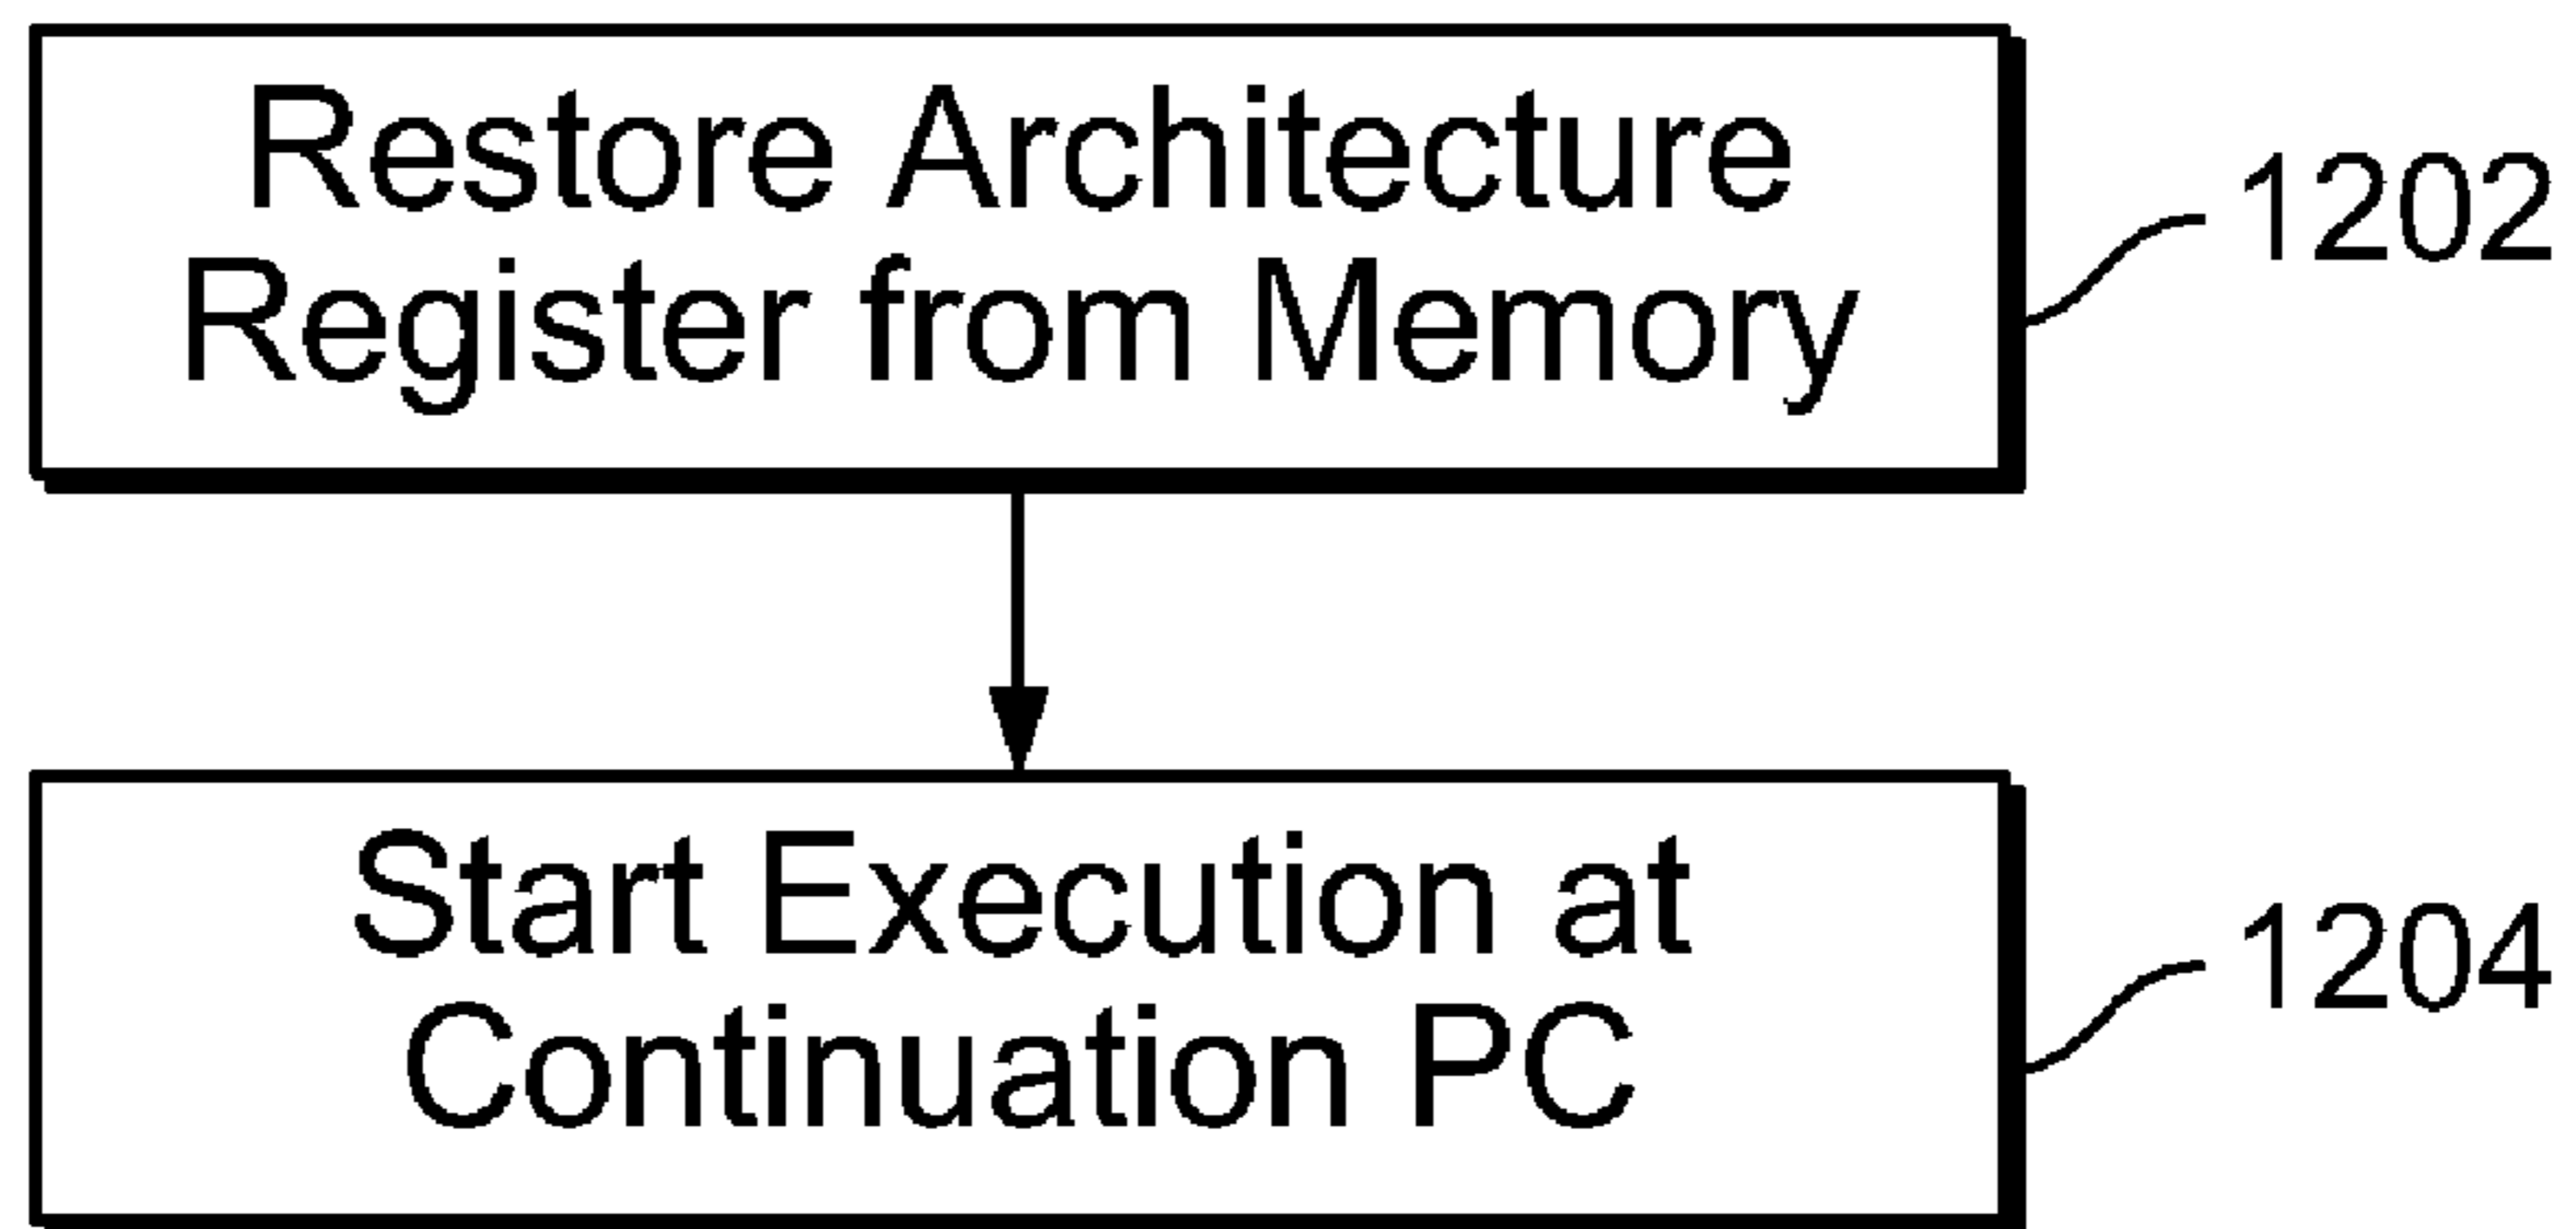 Restore Architecture
Register from Memory
1202
Start Execution at
Continuation PC
1204